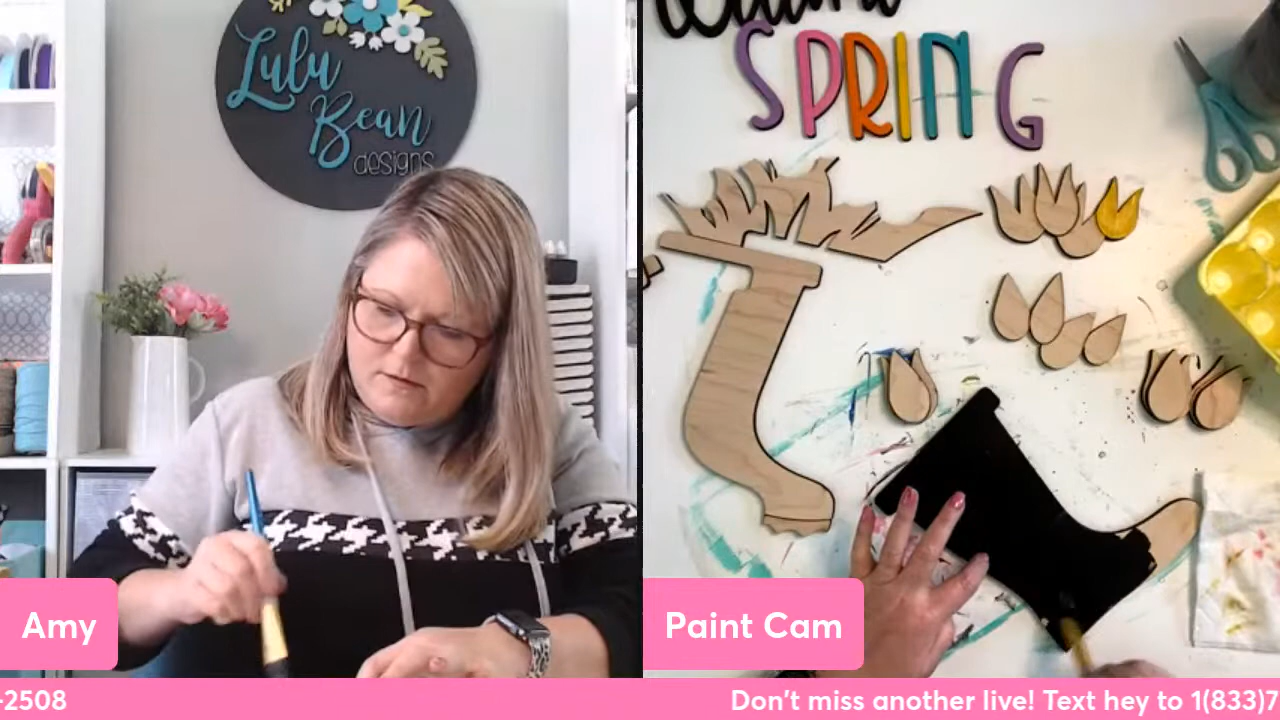 Lulu
Bean
designs
SPRING
Amy
Paint Cam
-2508
Don't miss another live! Text hey to 1(833)7